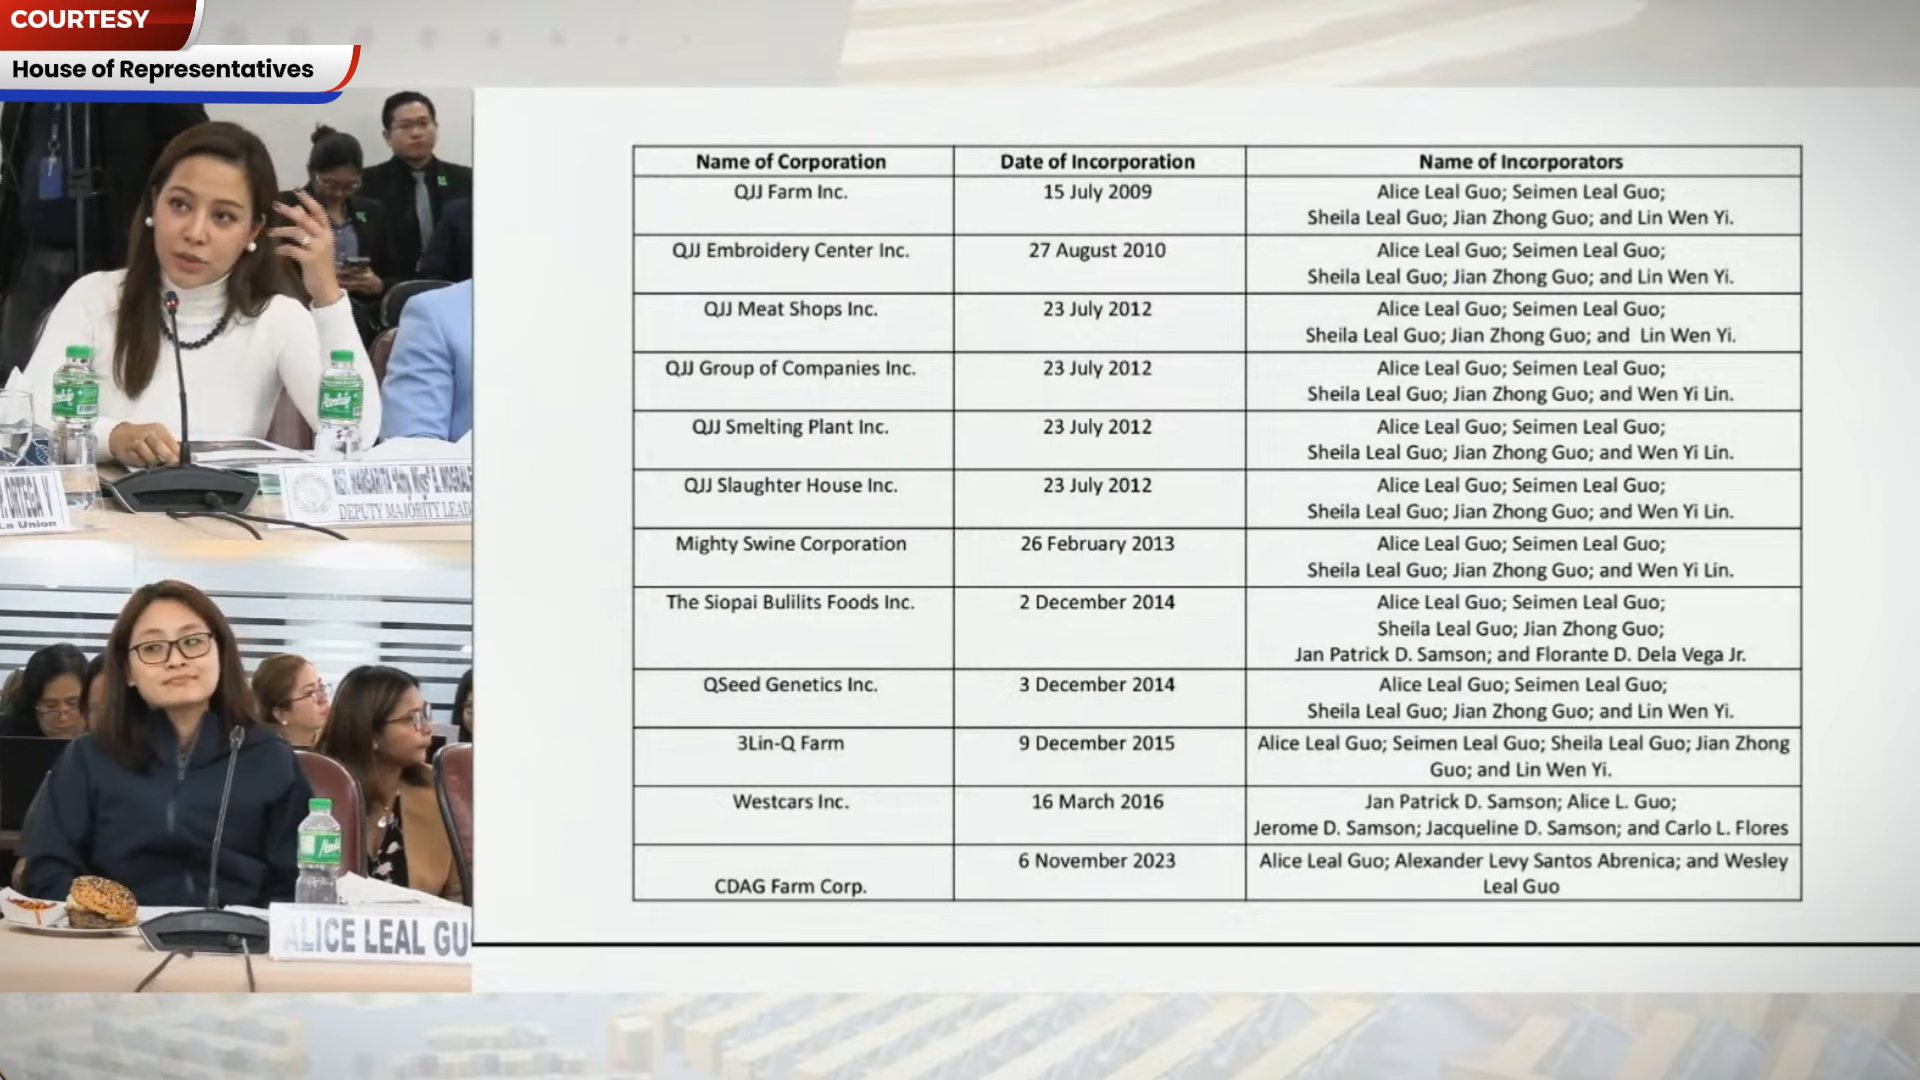 COURTESY
House of Representatives
ORTEGA V
La Union
DEPUTY MAJORITY LEAD
ALICE LEAL GU
Name of Corporation Date of Incorporation Name of Incorporators
QJJ Farm Inc. 15 July 2009 Alice Leal Guo; Seimen Leal Guo;
Sheila Leal Guo; Jian Zhong Guo; and Lin Wen Yi.
QJJ Embroidery Center Inc. 27 August 2010 Alice Leal Guo; Seimen Leal Guo;
Sheila Leal Guo; Jian Zhong Guo; and Lin Wen Yi.
QJJ Meat Shops Inc. 23 July 2012 Alice Leal Guo; Seimen Leal Guo;
Sheila Leal Guo; Jian Zhong Guo; and Lin Wen Yi.
QJJ Group of Companies Inc. 23 July 2012 Alice Leal Guo; Seimen Leal Guo;
Sheila Leal Guo; Jian Zhong Guo; and Wen Yi Lin.
QJJ Smelting Plant Inc. 23 July 2012 Alice Leal Guo; Seimen Leal Guo;
Sheila Leal Guo; Jian Zhong Guo; and Wen Yi Lin.
QJJ Slaughter House Inc. 23 July 2012 Alice Leal Guo; Seimen Leal Guo;
Sheila Leal Guo; Jian Zhong Guo; and Wen Yi Lin.
Mighty Swine Corporation 26 February 2013 Alice Leal Guo; Seimen Leal Guo;
Sheila Leal Guo; Jian Zhong Guo; and Wen Yi Lin.
The Siopai Bulilits Foods Inc. 2 December 2014 Alice Leal Guo; Seimen Leal Guo;
Sheila Leal Guo; Jian Zhong Guo;
Jan Patrick D. Samson; and Florante D. Dela Vega Jr.
QSeed Genetics Inc. 3 December 2014 Alice Leal Guo; Seimen Leal Guo;
Sheila Leal Guo; Jian Zhong Guo; and Lin Wen Yi.
3Lin-Q Farm 9 December 2015 Alice Leal Guo; Seimen Leal Guo; Sheila Leal Guo; Jian Zhong
Guo; and Lin Wen Yi.
Westcars Inc. 16 March 2016 Jan Patrick D. Samson; Alice L. Guo;
Jerome D. Samson; Jacqueline D. Samson; and Carlo L. Flores
6 November 2023 Alice Leal Guo; Alexander Levy Santos Abrenica; and Wesley
CDAG Farm Corp. Leal Guo